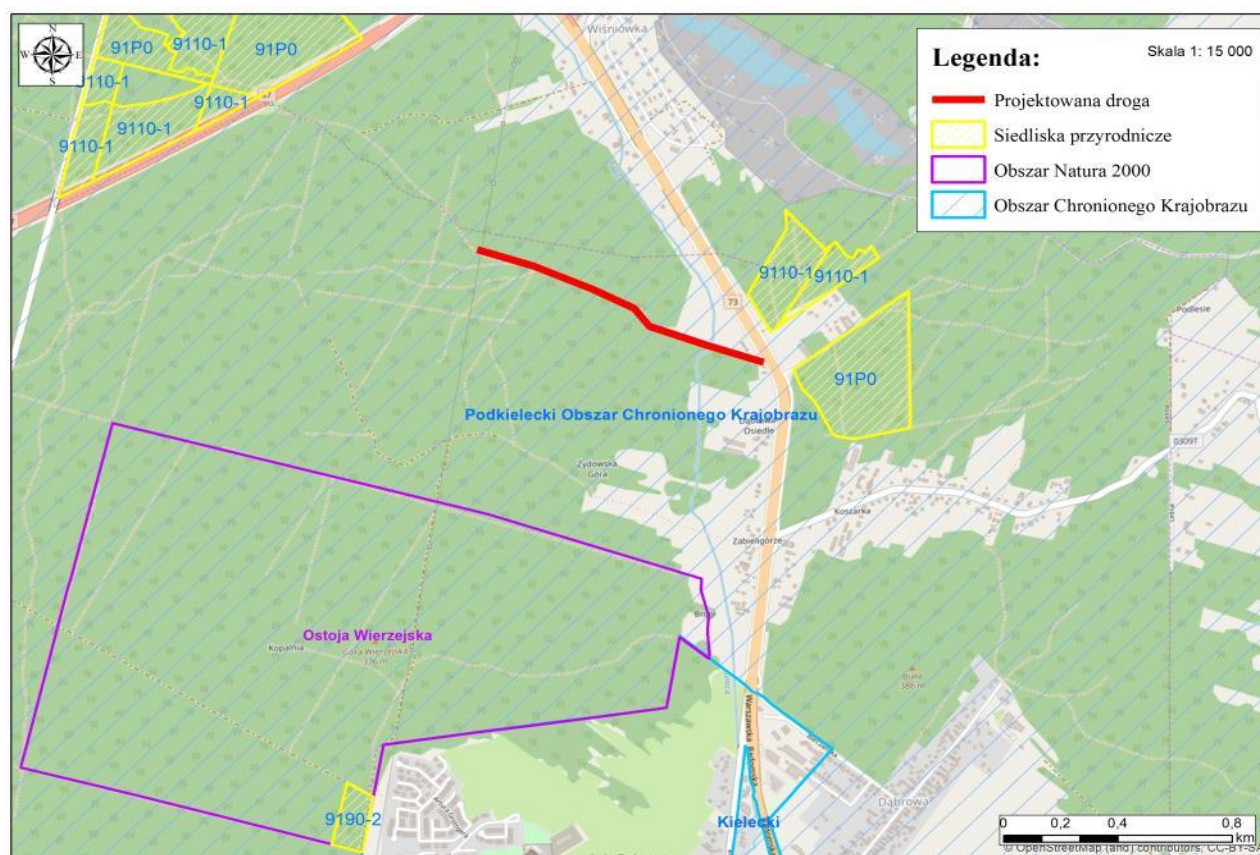 N
W E
S
Legenda:
Skala 1: 15 000
Projektowana droga
Siedliska przyrodnicze
Obszar Natura 2000
Obszar Chronionego Krajobrazu
Wiśniówka
91P0
9110-1
91P0
9110-1
9110-1
9110-1
9110-1
9110-1
73
91P0
Podlesie
Podkielecki Obszar Chronionego Krajobrazu
Osiedle
0309T
Żydowska
Góra
Koszarka
Zabieligórze
Ostoja Wierzejska
Kopalnia
Góra Wierzejska
376 m
Biała
386 m
Warszawska
9190-2
Kielecki
Dąbrowa
0 0,2 0,4 0,8
km
© OpenStreetMap (and) contributors, CC-BY-SA